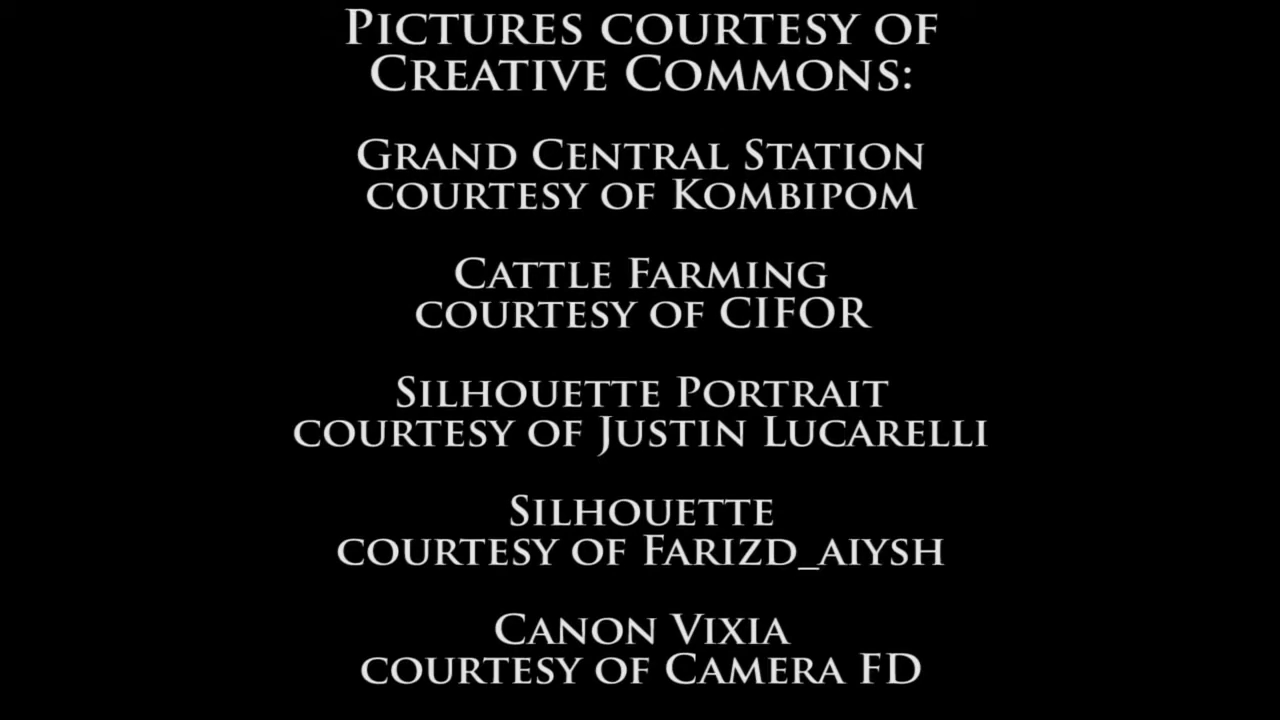 Pictures courtesy of
Creative Commons:
Grand Central Station
courtesy of Kombipom
Cattle Farming
courtesy of CIFOR
Silhouette Portrait
courtesy of Justin Lucarelli
Silhouette
courtesy of Farizd_aiysh
Canon Vixia
courtesy of Camera FD